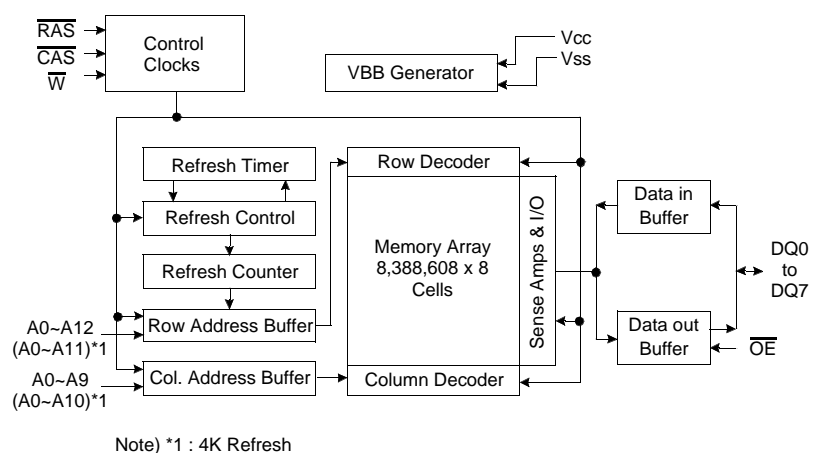 RAS
CAS
W
Control
Clocks
VBB Generator
Vcc
Vss
Refresh Timer
Refresh Control
Refresh Counter
Row Address Buffer
Col. Address Buffer
A0~A12
(A0~A11)*1
A0~A9
(A0~A10)*1
Row Decoder
Memory Array
8,388,608 x 8
Cells
Column Decoder
Sense Amps & I/O
Data in
Buffer
Data out
Buffer
DQ0
to
DQ7
OE
Note) *1 : 4K Refresh